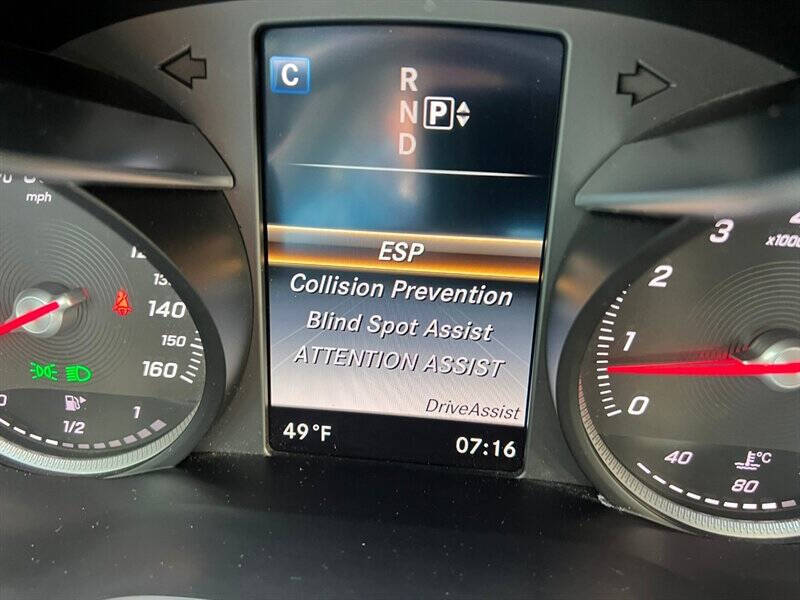 C
R
N P
D
ESP
Collision Prevention
Blind Spot Assist
ATTENTION ASSIST
DriveAssist
49°F
07:16
mph
140
150
160
1/2
1
3
x100
2
1
0
40
°C
80